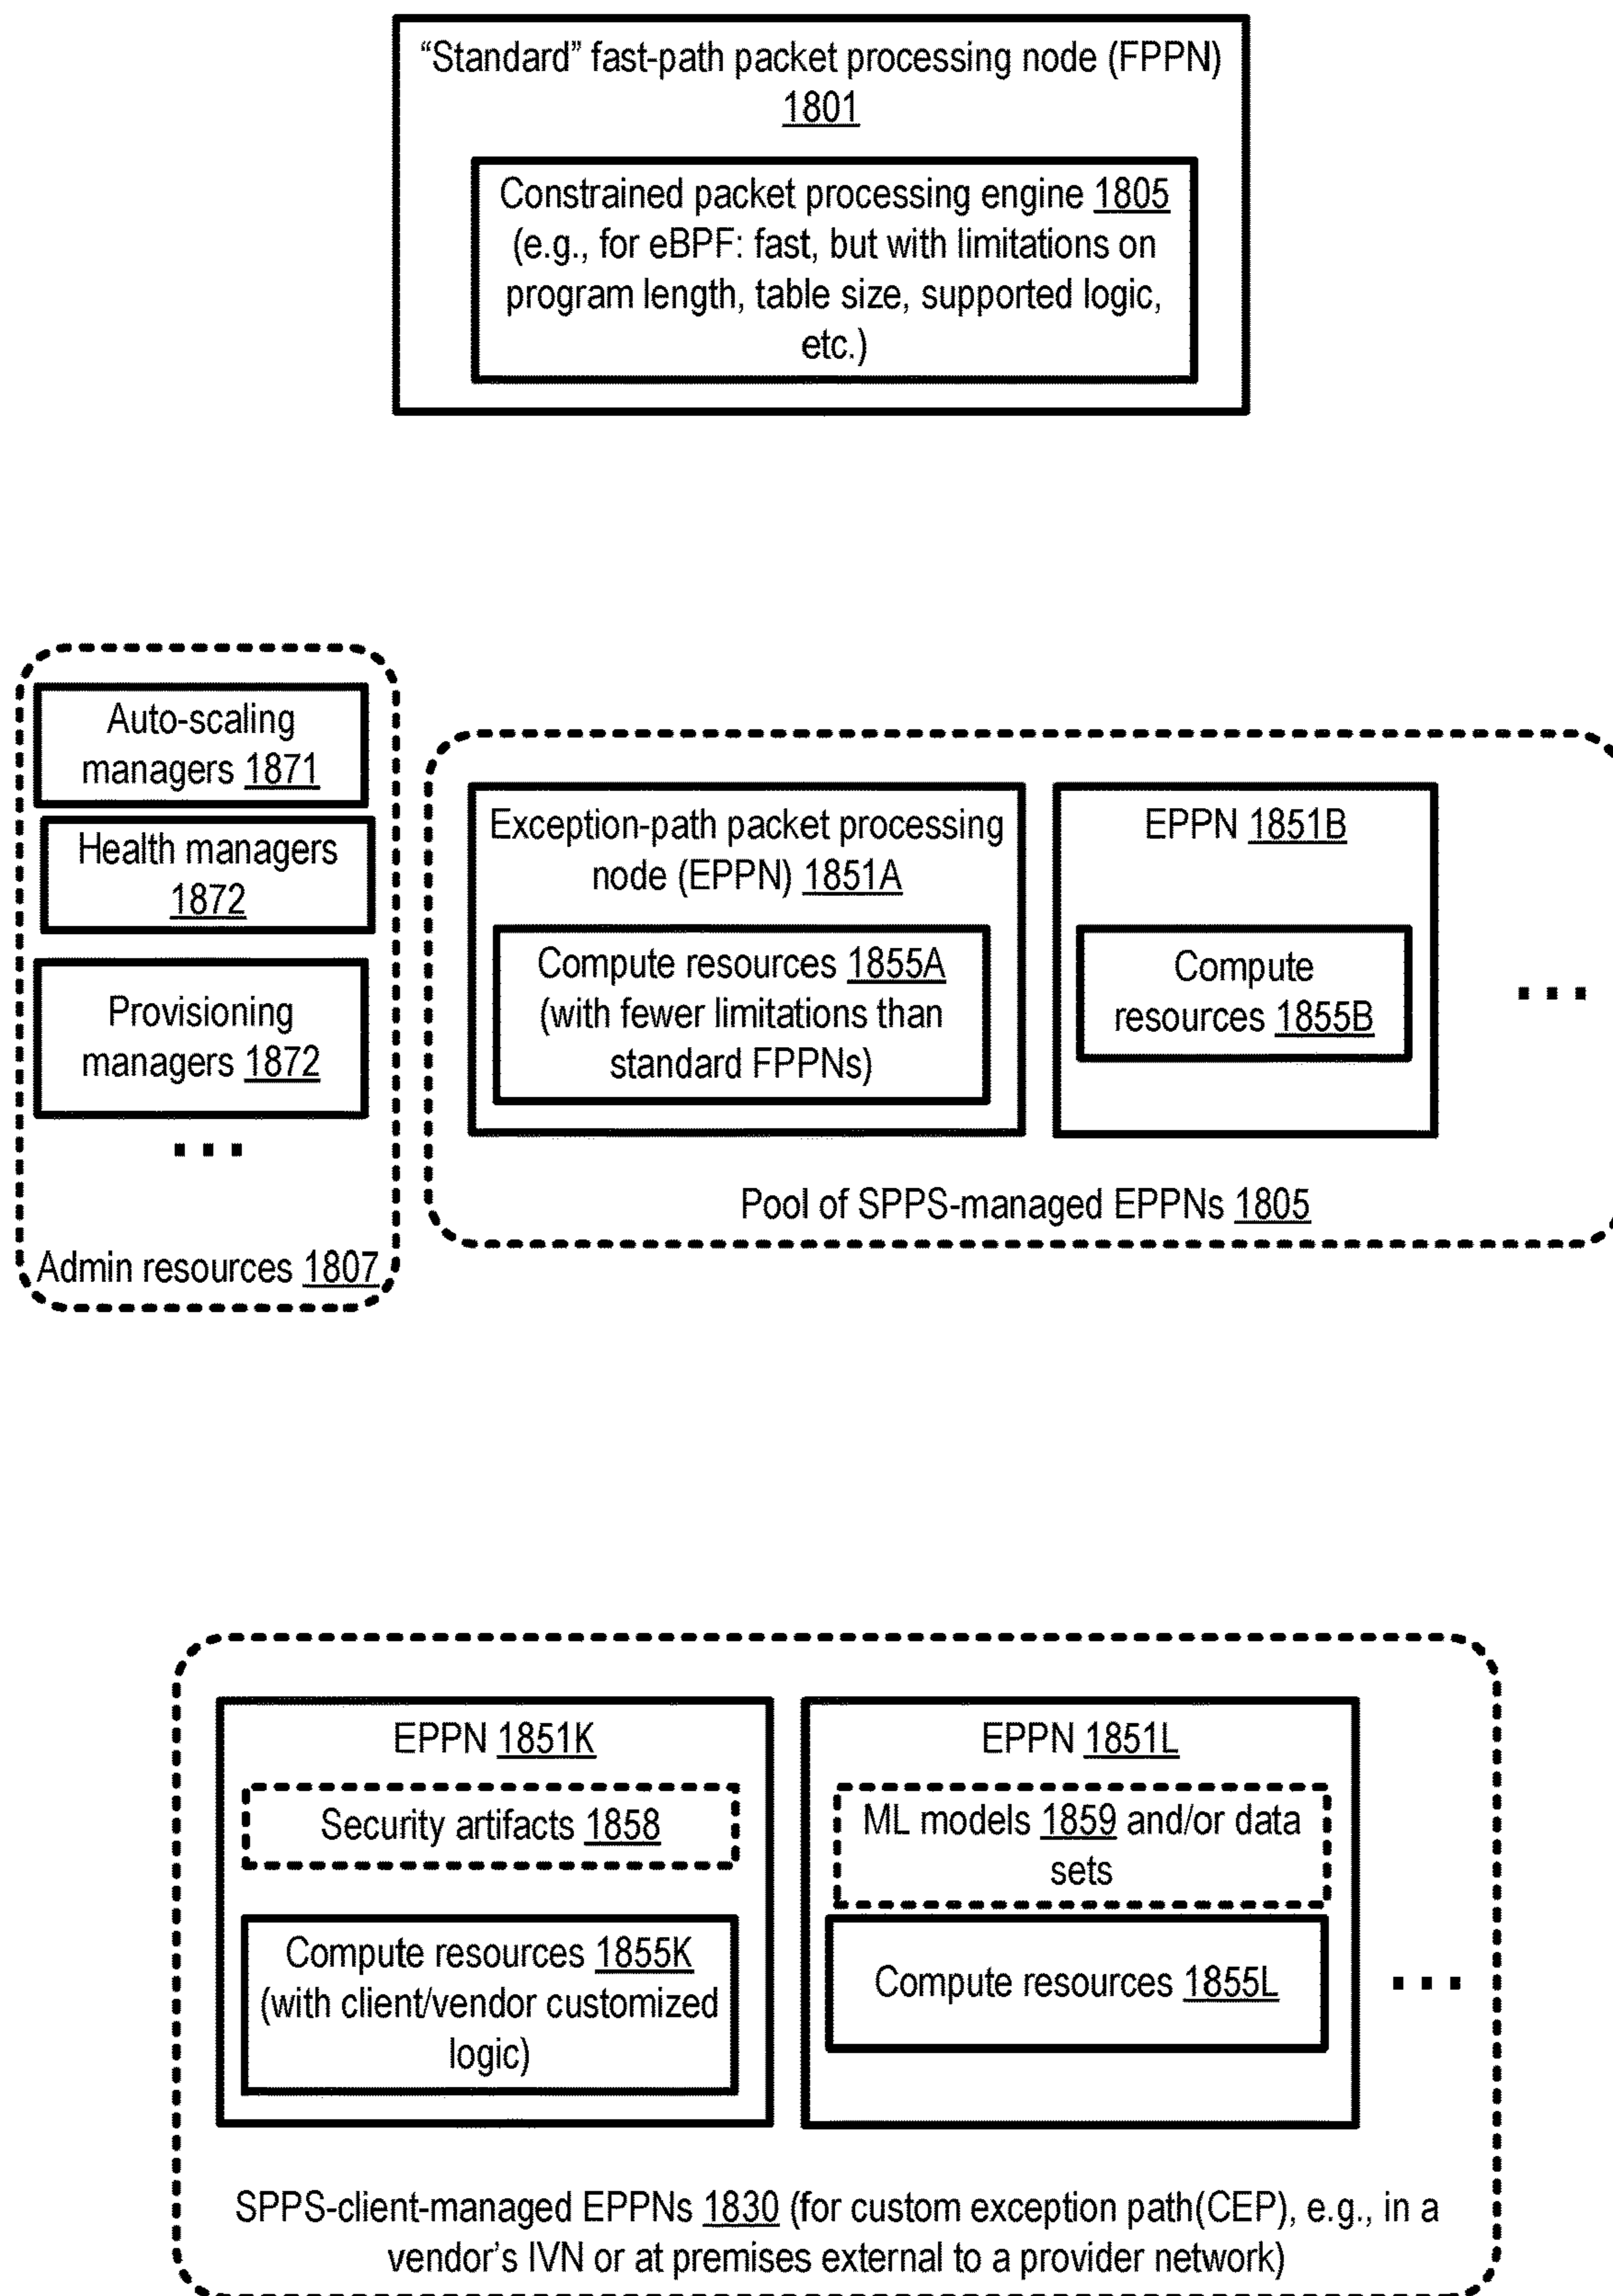 “Standard” fast-path packet processing node (FPPN)
1801
Constrained packet processing engine 1805
(e.g., for eBPF: fast, but with limitations on
program length, table size, supported logic,
etc.)
Auto-scaling
managers 1871
Health managers
1872
Provisioning
managers 1872
...
Admin resources 1807
Exception-path packet processing
node (EPPN) 1851A
Compute resources 1855A
(with fewer limitations than
standard FPPNs)
EPPN 1851B
Compute
resources 1855B
...
Pool of SPPS-managed EPPNs 1805
EPPN 1851K
Security artifacts 1858
Compute resources 1855K
(with client/vendor customized
logic)
EPPN 1851L
ML models 1859 and/or data
sets
Compute resources 1855L
...
SPPS-client-managed EPPNs 1830 (for custom exception path(CEP), e.g., in a
vendor’s IVN or at premises external to a provider network)